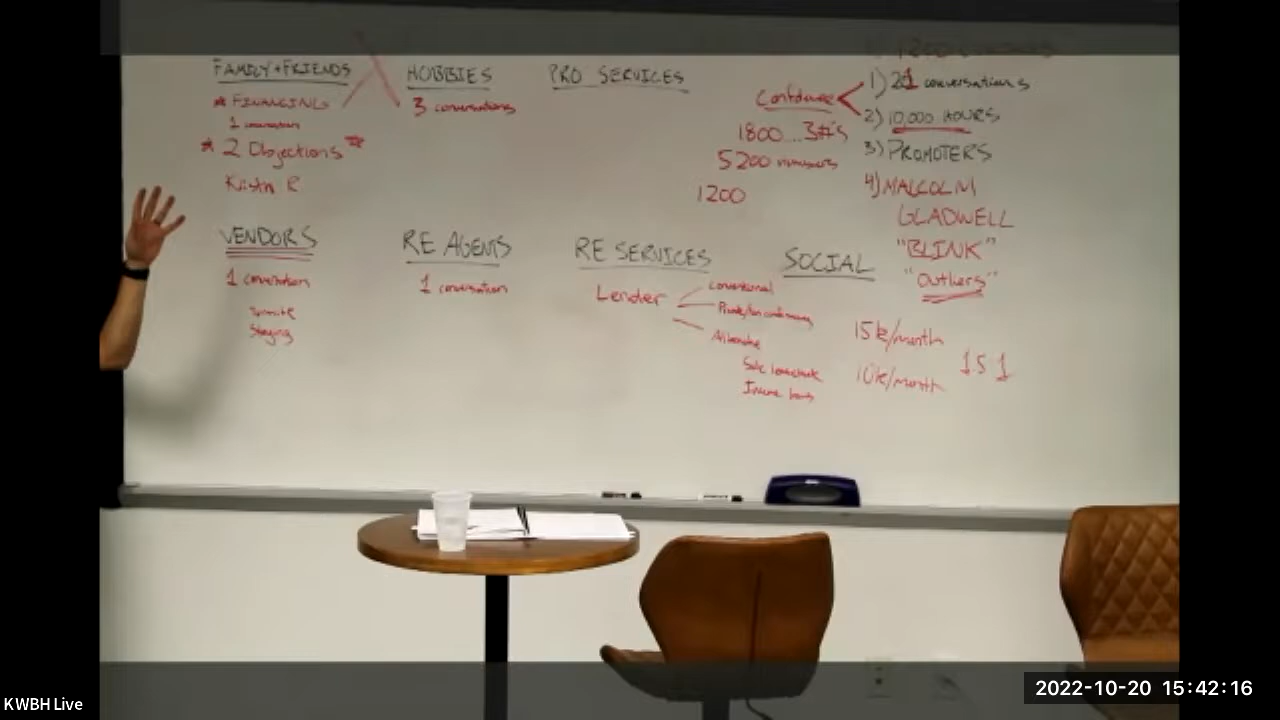 FAMILY+FRIENDS
* FINANCING
1 conversation
* 2 Objections *
Kristin R
HOBBIES
3 conversations
PRO SERVICES
Confidence
1) 21 conversations
2) 10,000 HOURS
3) PROMOTERS
4) MALCOLM
GLADWELL
"BLINK"
"Outliers"
1800...3#'s
5200
1200
VENDORS
1 conversation
Staging
RE AGENTS
1 conversation
RE SERVICES
Lender
Conventional
SOCIAL
15k/month
10k/month
151
KWBH Live
2022-10-20 15:42:16